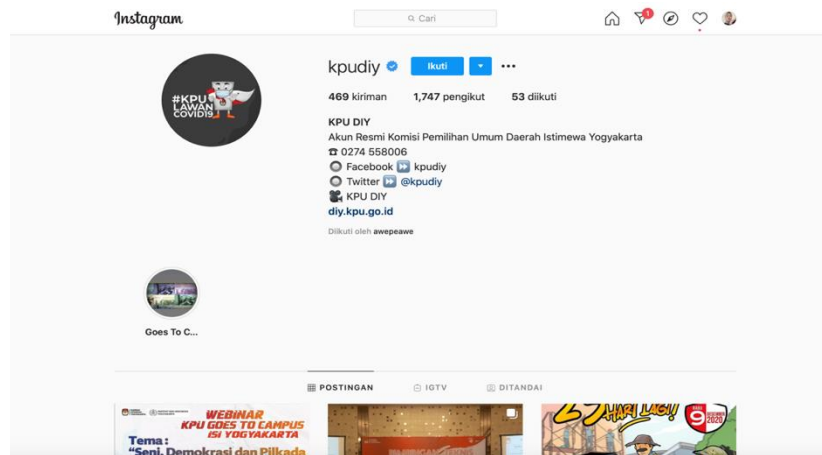 Instagram
Cari
1
#KPU
LAWAN
COVID19
kpudiy
Ikuti
469 kiriman 1,747 pengikut 53 diikuti
KPU DIY
Akun Resmi Komisi Pemilihan Umum Daerah Istimewa Yogyakarta
☎ 0274 558006
Facebook ⏩ kpudiy
Twitter ⏩ @kpudiy
🎥 KPU DIY
diy.kpu.go.id
Diikuti oleh awepeawe
Goes To C...
POSTINGAN IGTV DITANDAI
WEBINAR
KPU GOES TO CAMPUS
ISI YOGYAKARTA
Tema :
"Seni, Demokrasi dan Pilkada
HARI LAGI!
9
DESEMBER
2020